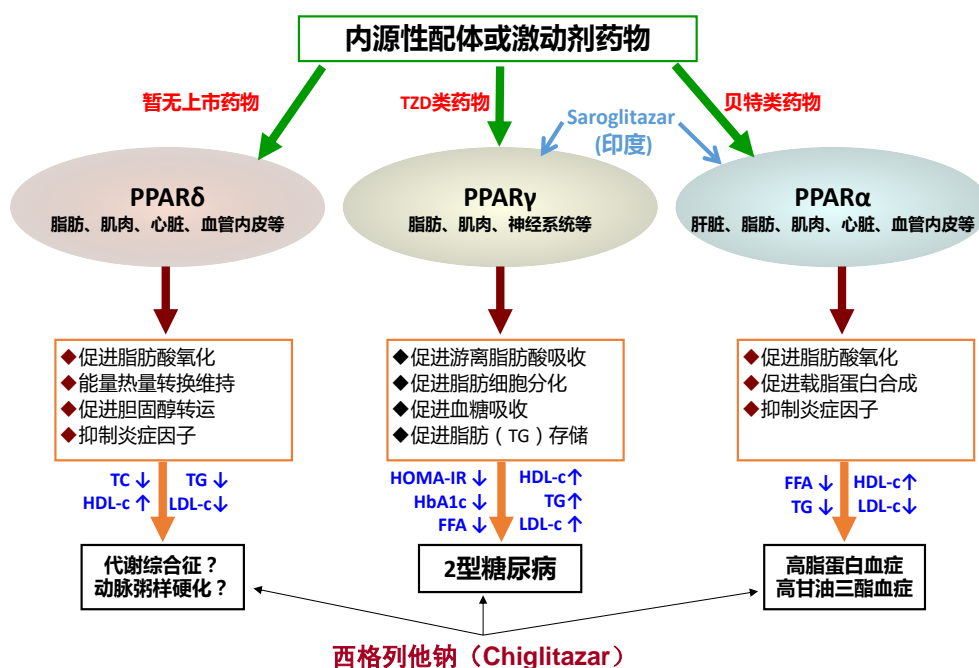 内源性配体或激动剂药物
暂无上市药物
TZD类药物
贝特类药物
Saroglitazar
(印度)
PPARδ
脂肪、肌肉、心脏、血管内皮等
PPARγ
脂肪、肌肉、神经系统等
PPARα
肝脏、脂肪、肌肉、心脏、血管内皮等
◆促进脂肪酸氧化
◆能量热量转换维持
◆促进胆固醇转运
◆抑制炎症因子
◆促进游离脂肪酸吸收
◆促进脂肪细胞分化
◆促进血糖吸收
◆促进脂肪(TG)存储
◆促进脂肪酸氧化
◆促进载脂蛋白合成
◆抑制炎症因子
TC ↓ TG ↓
HDL-c ↑ LDL-c↓
HOMA-IR ↓ HDL-c↑
HbA1c ↓ TG↑
FFA ↓ LDL-c ↑
FFA ↓ HDL-c↑
TG ↓ LDL-c↓
代谢综合征？
动脉粥样硬化？
2型糖尿病
高脂蛋白血症
高甘油三酯血症
西格列他钠（Chiglitazar）